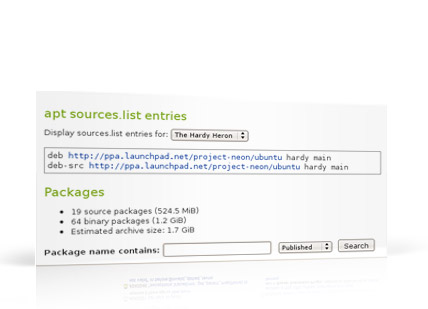 apt sources.list entries
Display sources.list entries for: The Hardy Heron
deb http://ppa.launchpad.net/project-neon/ubuntu hardy main
deb-src http://ppa.launchpad.net/project-neon/ubuntu hardy main
Packages
19 source packages (524.5 MiB)
64 binary packages (1.2 GiB)
Estimated archive size: 1.7 GiB
Package name contains: Published Search